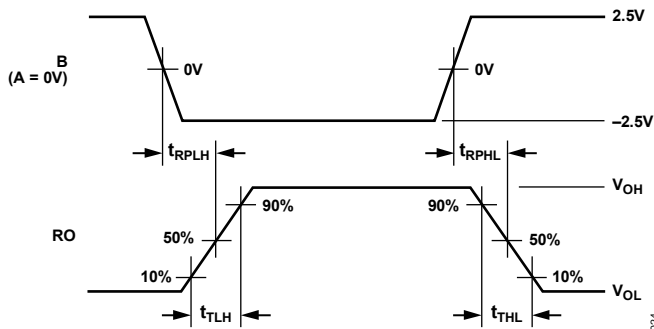 2.5V
B
(A = 0V)
0V
0V
–2.5V
tRPLH
tRPHL
VOH
90%
90%
RO
50%
50%
10%
10%
VOL
tTLH
tTHL